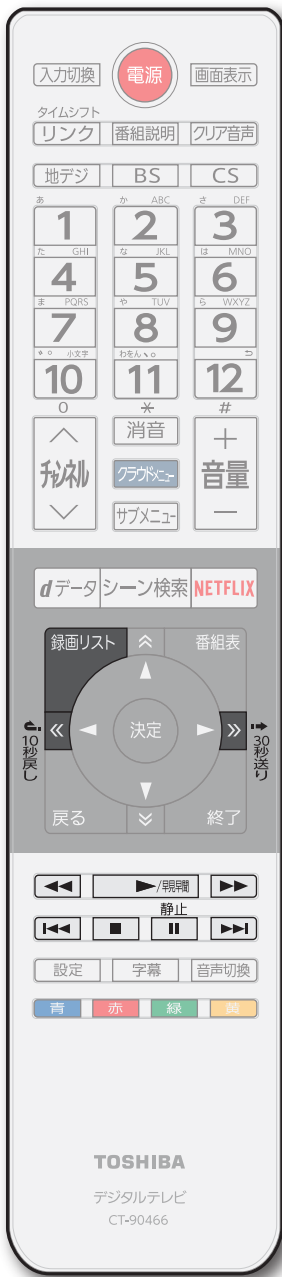 入力切換 電源 画面表示
タイムシフト
リンク 番組説明 クリア音声
地デジ BS CS
あ か ABC さ DEF
1 2 3
た GHI な JKL は MNO
4 5 6
ま PQRS や TUV ら WXYZ
7 8 9
小文字 わをん、。
10 11 12
0 * #
チャンネル 消音 + 音量 -
クラウドメニュー
サブメニュー
dデータ シーン検索 NETFLIX
録画リスト 番組表
10秒戻し 決定 30秒送り
戻る 終了
/早見早聞
静止
設定 字幕 音声切換
青 赤 緑 黄
TOSHIBA
デジタルテレビ
CT-90466